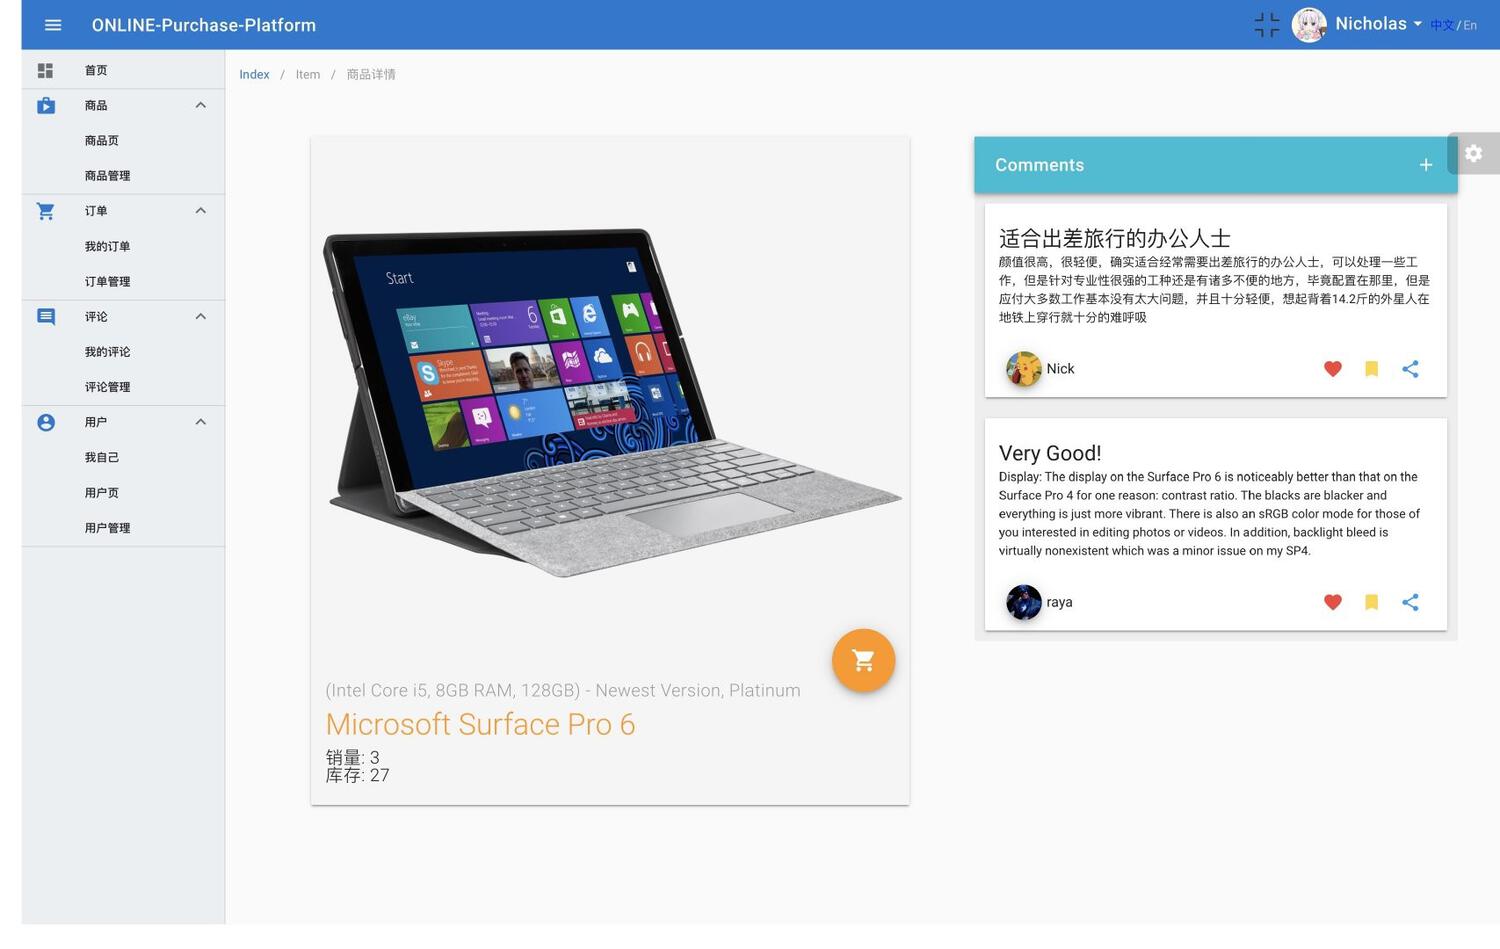 ONLINE-Purchase-Platform
Nicholas
中文/En
首页
商品
商品页
商品管理
订单
我的订单
订单管理
评论
我的评论
评论管理
用户
我自己
用户页
用户管理
Index / Item / 商品详情
Start
eBay
Skype
6
(Intel Core i5, 8GB RAM, 128GB) - Newest Version, Platinum
Microsoft Surface Pro 6
销量: 3
库存: 27
Comments
适合出差旅行的办公人士
颜值很高，很轻便，确实适合经常需要出差旅行的办公人士，可以处理一些工
作，但是针对专业性很强的工种还是有诸多不便的地方，毕竟配置在那里，但是
应付大多数工作基本没有太大问题，并且十分轻便，想起背着14.2斤的外星人在
地铁上穿行就十分的难呼吸
Nick
Very Good!
Display: The display on the Surface Pro 6 is noticeably better than that on the
Surface Pro 4 for one reason: contrast ratio. The blacks are blacker and
everything is just more vibrant. There is also an sRGB color mode for those of
you interested in editing photos or videos. In addition, backlight bleed is
virtually nonexistent which was a minor issue on my SP4.
raya